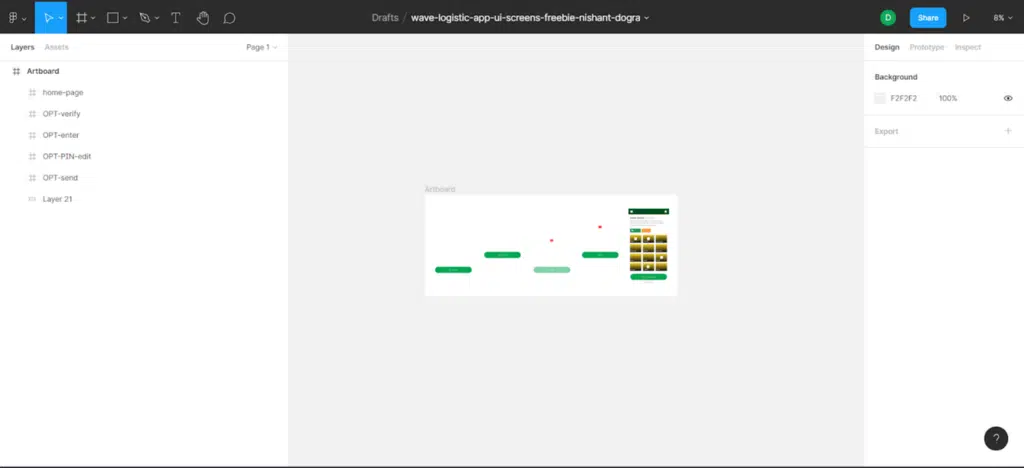 Drafts / wave-logistic-app-ui-screens-freebie-nishant-dogra
D
Share
6%
Layers
Assets
Page 1
Design
Prototype
Inspect
Artboard
home-page
OPT-verify
OPT-enter
OPT-PIN-edit
OPT-send
Layer 21
Background
F2F2F2 100%
Export
Artboard
?